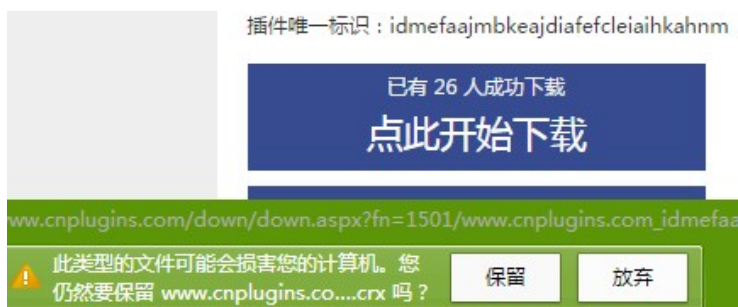 插件唯一标识：idmefaajmbkeajdiafefcleiaihkahnm
已有 26 人成功下载
点此开始下载
www.cnplugins.com/down/down.aspx?fn=1501/www.cnplugins.com_idmefaa
此类型的文件可能会损害您的计算机。您
仍然要保留 www.cnplugins.co....crx 吗？
保留
放弃